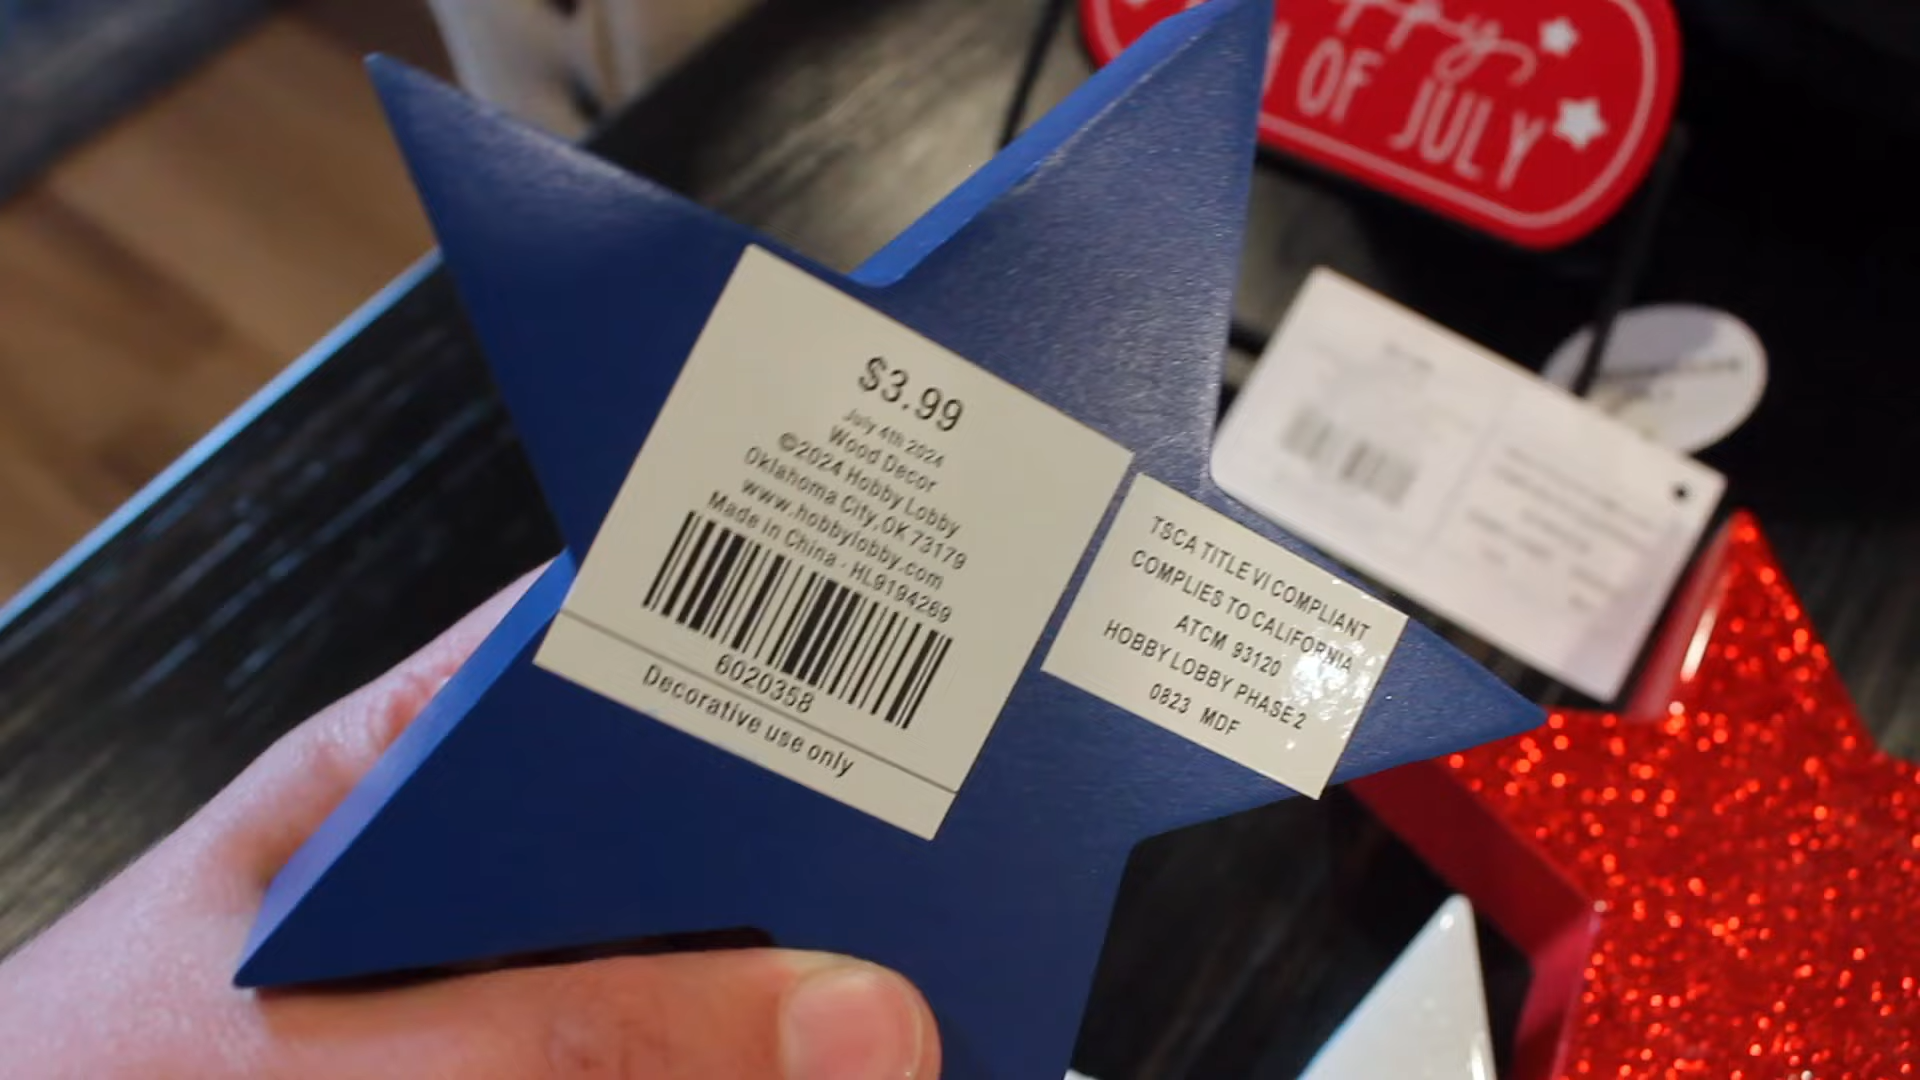 OF JULY
$3.99
July 4th 2024
Wood Decor
©2024 Hobby Lobby
Oklahoma City, OK 73179
www.hobbylobby.com
Made in China - HL9194269
6020358
Decorative use only
TSCA TITLE VI COMPLIANT
COMPLIES TO CALIFORNIA
ATCM 93120
HOBBY LOBBY PHASE 2
0823 MDF